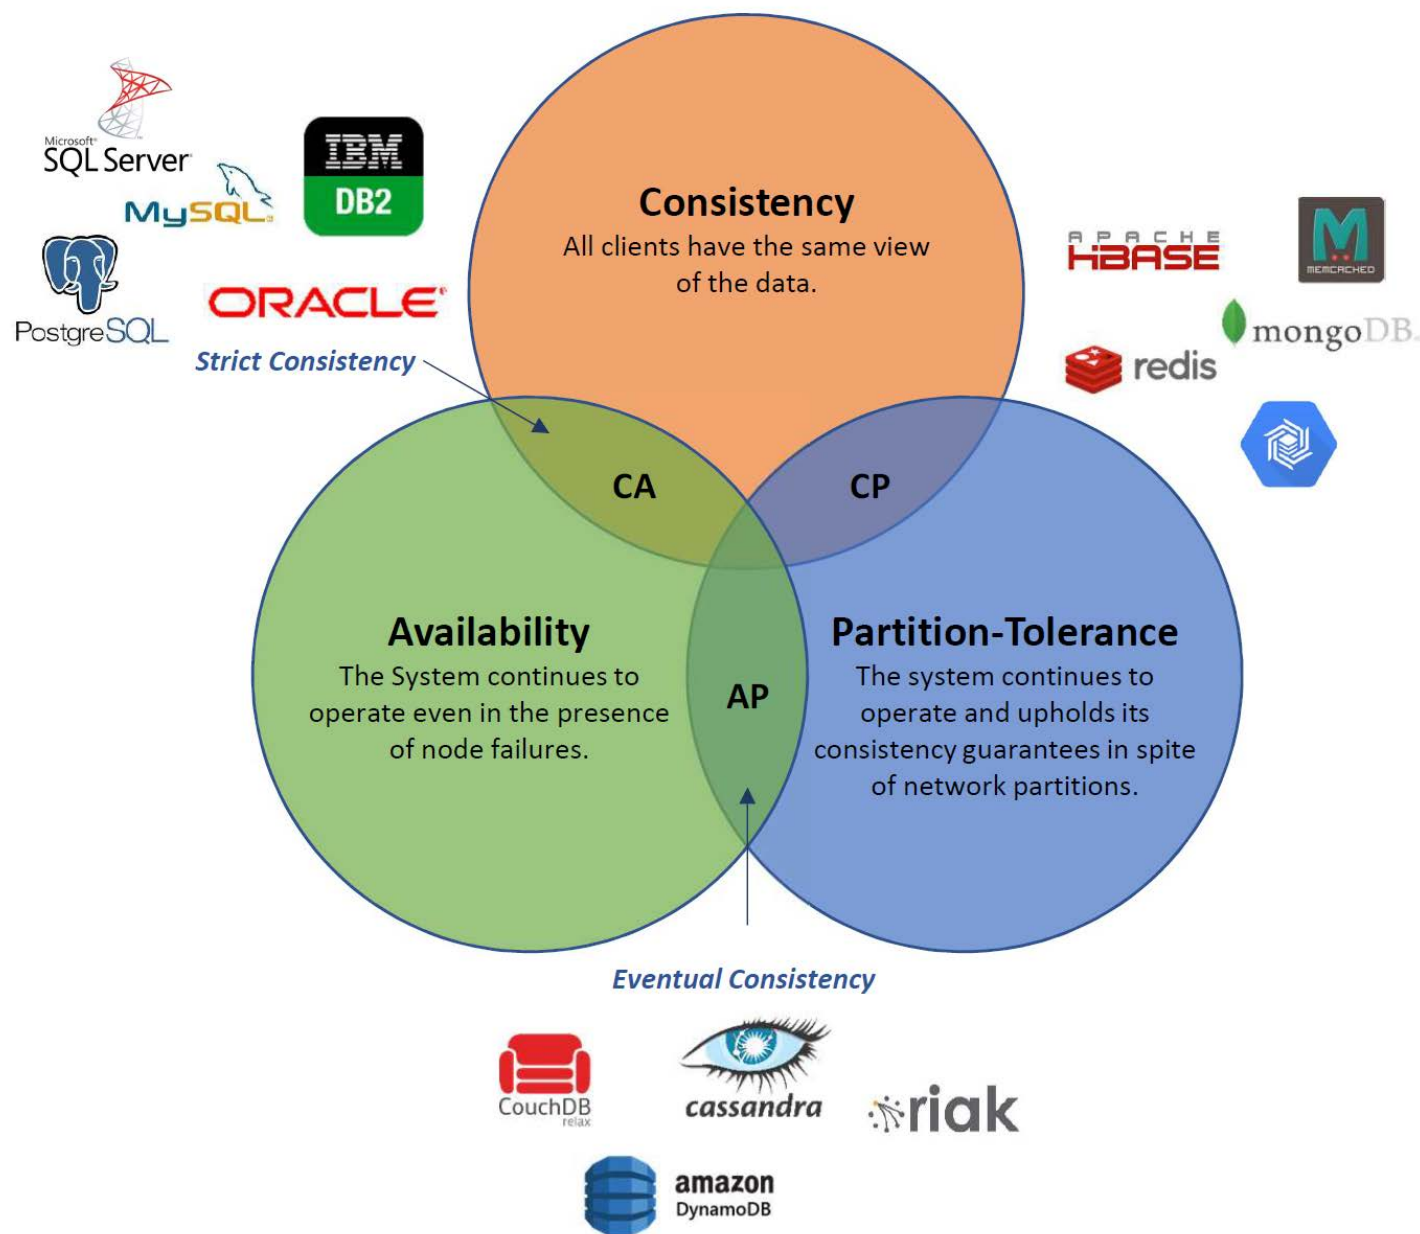 Microsoft®
SQL Server
MySQL®
IBM
DB2
PostgreSQL
ORACLE®
Strict Consistency
Consistency
All clients have the same view
of the data.
APACHE
HBASE
MEMCACHED
mongoDB
redis
CA
CP
AP
Availability
The System continues to
operate even in the presence
of node failures.
Partition-Tolerance
The system continues to
operate and upholds its
consistency guarantees in spite
of network partitions.
Eventual Consistency
CouchDB
relax
cassandra
riak
amazon
DynamoDB